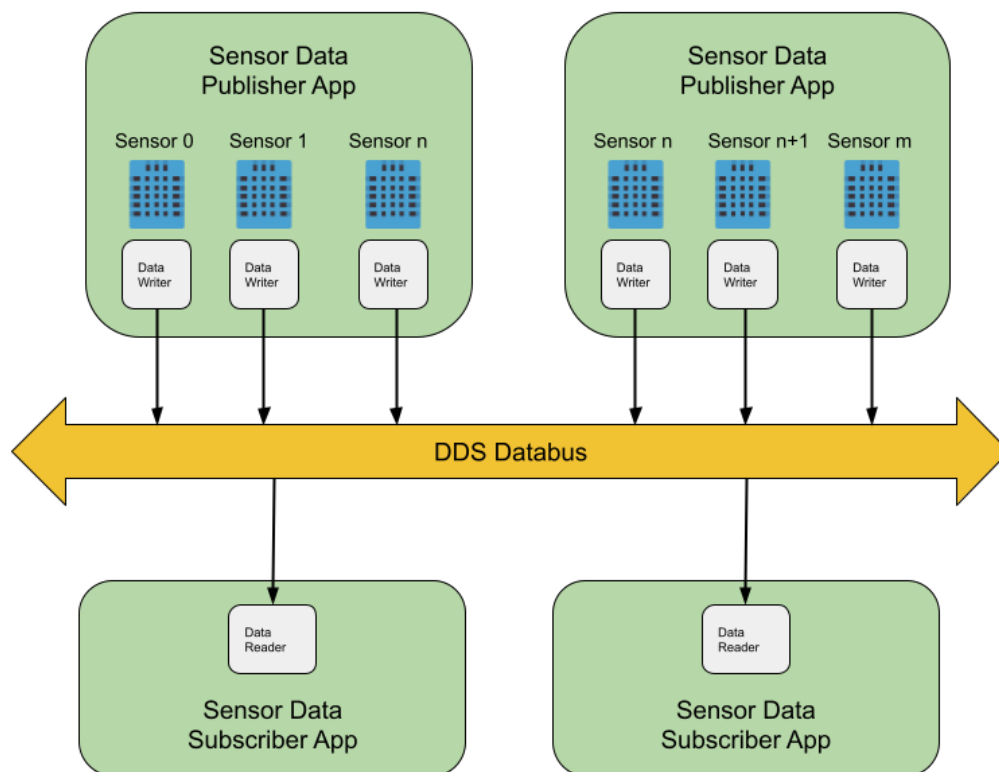 Sensor Data
Publisher App
Sensor 0 Sensor 1 Sensor n
Data
Writer
Data
Writer
Data
Writer
Sensor Data
Publisher App
Sensor n Sensor n+1 Sensor m
Data
Writer
Data
Writer
Data
Writer
DDS Databus
Data
Reader
Sensor Data
Subscriber App
Data
Reader
Sensor Data
Subscriber App